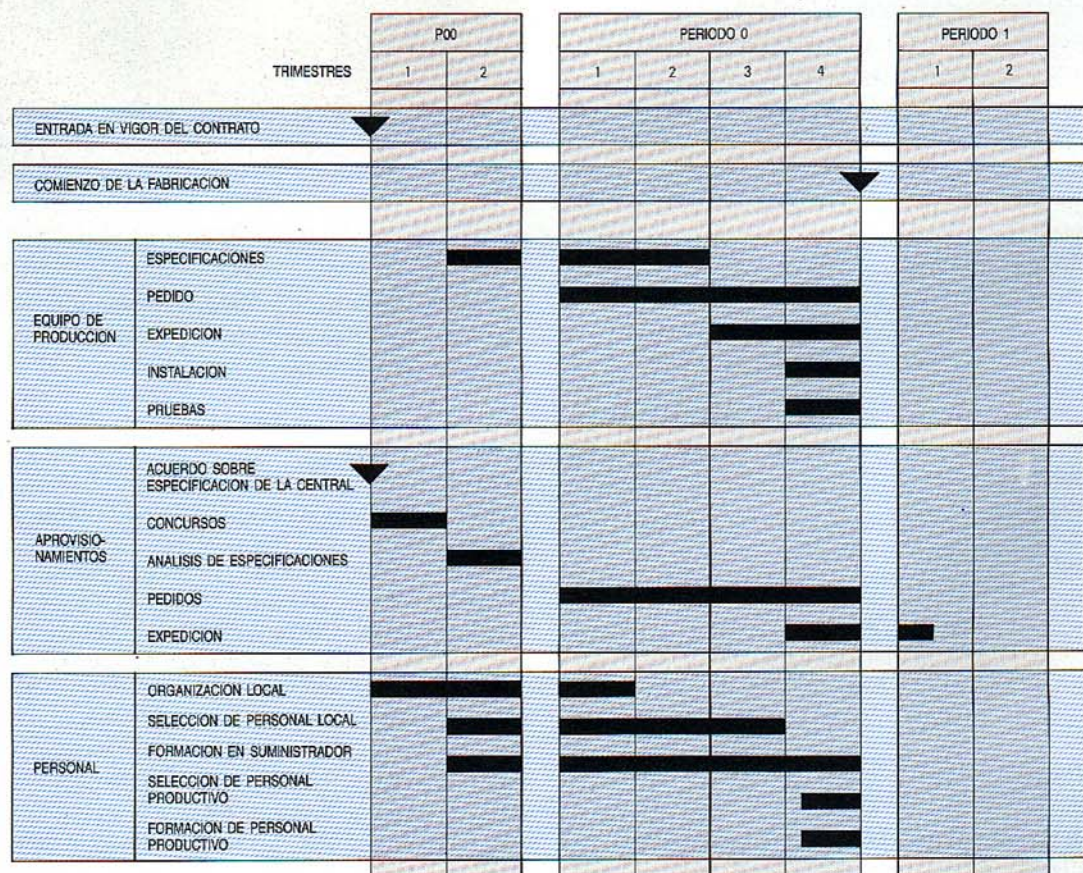 P00
PERIODO 0
PERIODO 1
TRIMESTRES
1
2
1
2
3
4
1
2
ENTRADA EN VIGOR DEL CONTRATO
COMIENZO DE LA FABRICACION
EQUIPO DE
PRODUCCION
ESPECIFICACIONES
PEDIDO
EXPEDICION
INSTALACION
PRUEBAS
APROVISIO-
NAMIENTOS
ACUERDO SOBRE
ESPECIFICACION DE LA CENTRAL
CONCURSOS
ANALISIS DE ESPECIFICACIONES
PEDIDOS
EXPEDICION
PERSONAL
ORGANIZACION LOCAL
SELECCION DE PERSONAL LOCAL
FORMACION EN SUMINISTRADOR
SELECCION DE PERSONAL
PRODUCTIVO
FORMACION DE PERSONAL
PRODUCTIVO